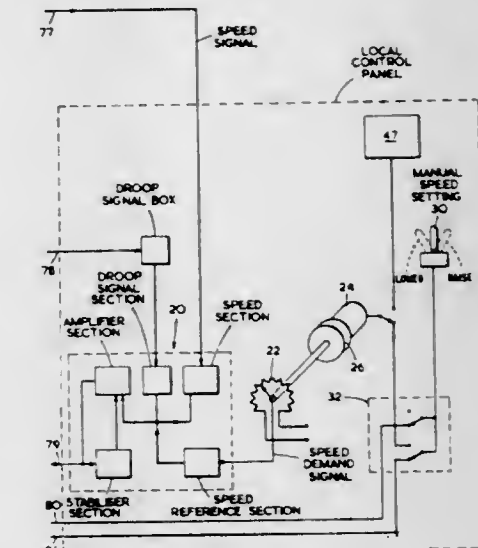 77
SPEED
SIGNAL
LOCAL
CONTROL
PANEL
47
MANUAL
SPEED
SETTING
30
LOWER
RAISE
DROOP
SIGNAL BOX
78
DROOP
SIGNAL
SECTION
20
AMPLIFIER
SECTION
SPEED
SECTION
24
26
22
32
79
SPEED
DEMAND
SIGNAL
STABILISER
SECTION
SPEED
REFERENCE SECTION
80